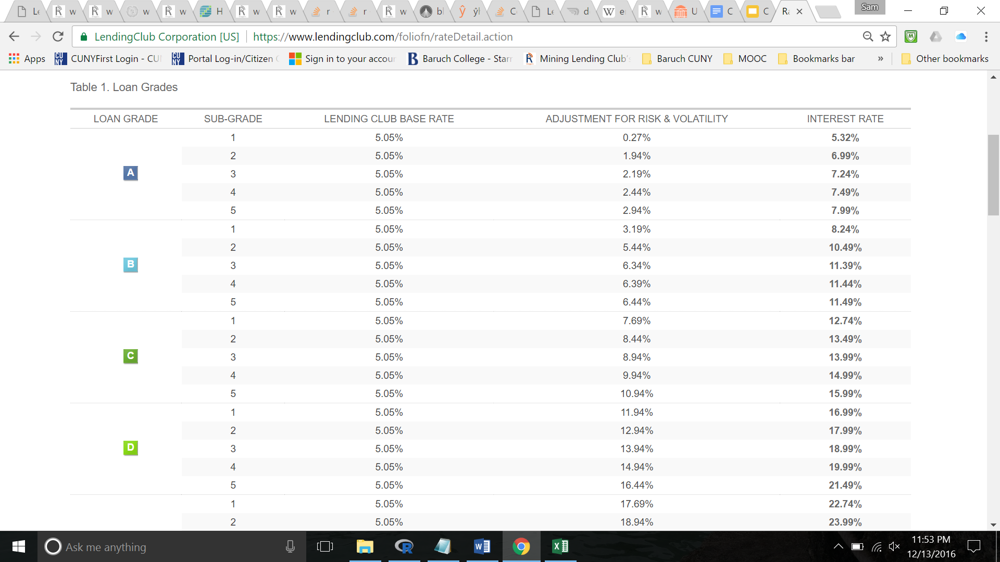 Le w w w w H w w r r w b ŷ ŷl C Le d W e w U C C Ra Sam
LendingClub Corporation [US] https://www.lendingclub.com/foliofn/rateDetail.action
Apps CUNYFirst Login - CU Portal Log-in/Citizen Sign in to your accour Baruch College - Starr Mining Lending Club's Baruch CUNY MOOC Bookmarks bar » Other bookmarks
Table 1. Loan Grades
LOAN GRADE SUB-GRADE LENDING CLUB BASE RATE ADJUSTMENT FOR RISK & VOLATILITY INTEREST RATE
1 5.05% 0.27% 5.32%
2 5.05% 1.94% 6.99%
A
3 5.05% 2.19% 7.24%
4 5.05% 2.44% 7.49%
5 5.05% 2.94% 7.99%
1 5.05% 3.19% 8.24%
2 5.05% 5.44% 10.49%
B
3 5.05% 6.34% 11.39%
4 5.05% 6.39% 11.44%
5 5.05% 6.44% 11.49%
1 5.05% 7.69% 12.74%
2 5.05% 8.44% 13.49%
C
3 5.05% 8.94% 13.99%
4 5.05% 9.94% 14.99%
5 5.05% 10.94% 15.99%
1 5.05% 11.94% 16.99%
2 5.05% 12.94% 17.99%
D
3 5.05% 13.94% 18.99%
4 5.05% 14.94% 19.99%
5 5.05% 16.44% 21.49%
1 5.05% 17.69% 22.74%
2 5.05% 18.94% 23.99%
Ask me anything
11:53 PM
12/13/2016